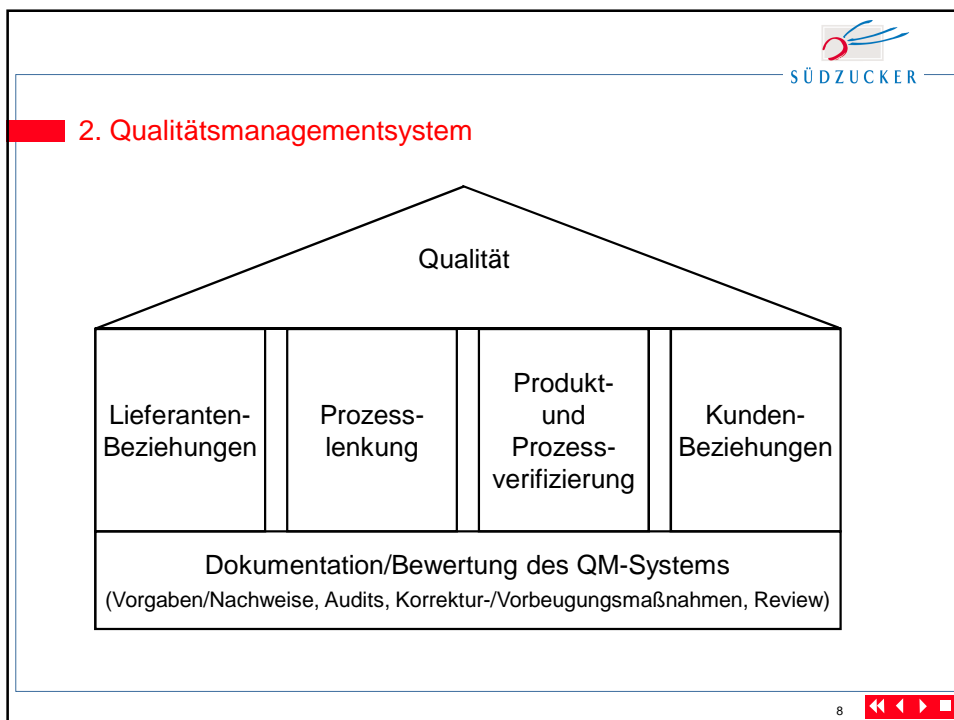 SÜDZUCKER
2. Qualitätsmanagementsystem
Qualität
Lieferanten-
Beziehungen
Prozess-
lenkung
Produkt-
und
Prozess-
verifizierung
Kunden-
Beziehungen
Dokumentation/Bewertung des QM-Systems
(Vorgaben/Nachweise, Audits, Korrektur-/Vorbeugungsmaßnahmen, Review)
8